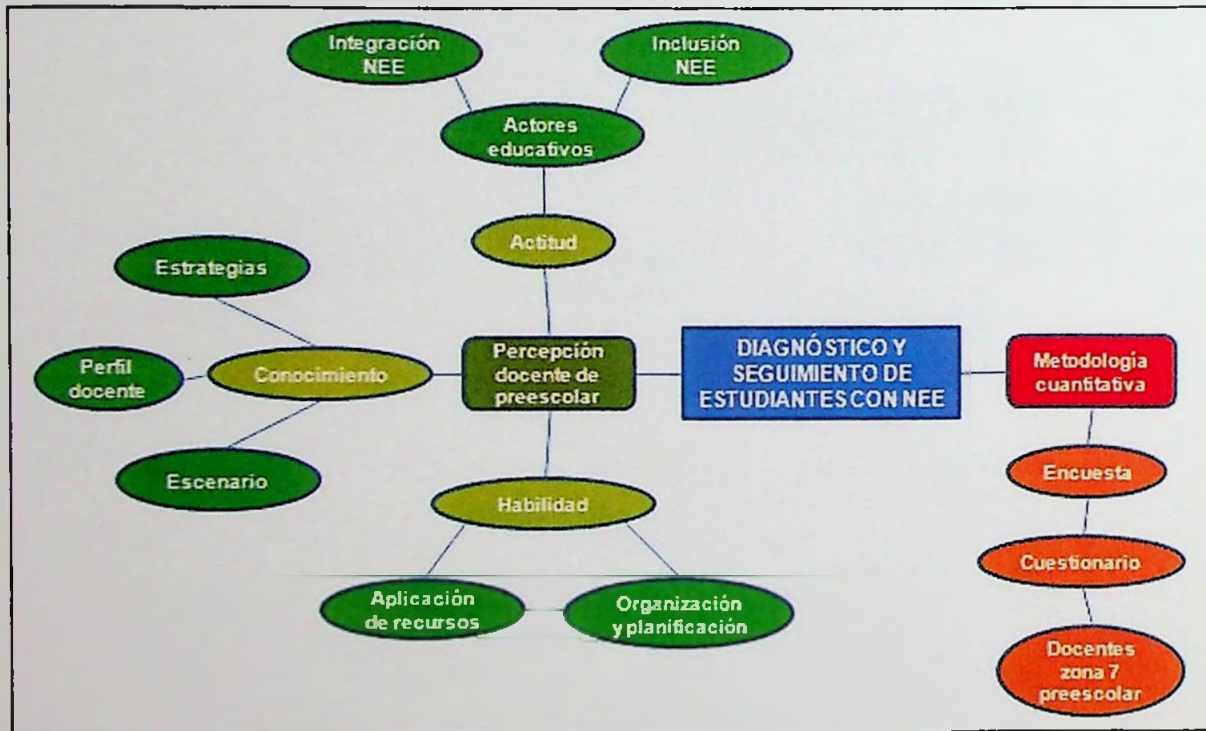 Integración
NEE
Inclusión
NEE
Actores
educativos
Actitud
Estrategias
Perfil
docente
Conocimiento
Escenario
Percepción
docente de
preescolar
DIAGNÓSTICO Y
SEGUIMIENTO DE
ESTUDIANTES CON NEE
Metodología
cuantitativa
Habilidad
Aplicación
de recursos
Organización
y planificación
Encuesta
Cuestionario
Docentes
zona 7
preescolar